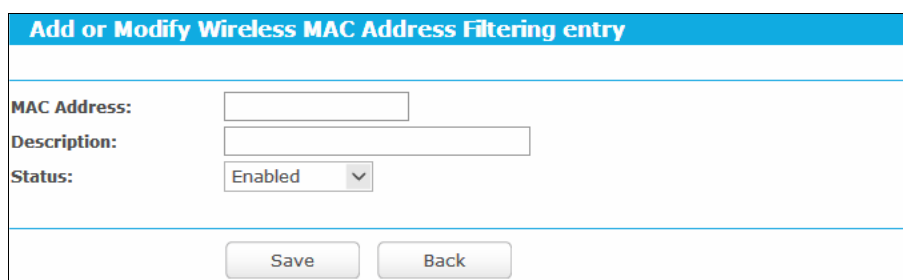 Add or Modify Wireless MAC Address Filtering entry
MAC Address:
Description:
Status: Enabled
Save Back